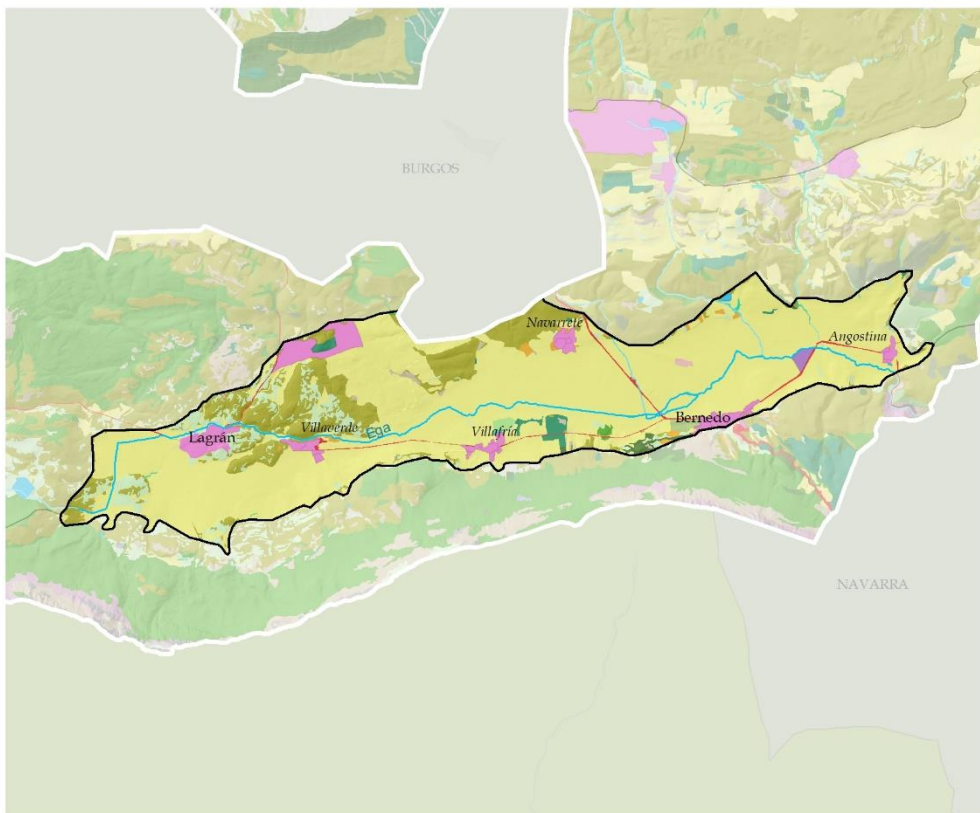 BURGOS
Navarrete
Angostina
Lagrán
Villaverde
Ega
Villafría
Bernedo
NAVARRA